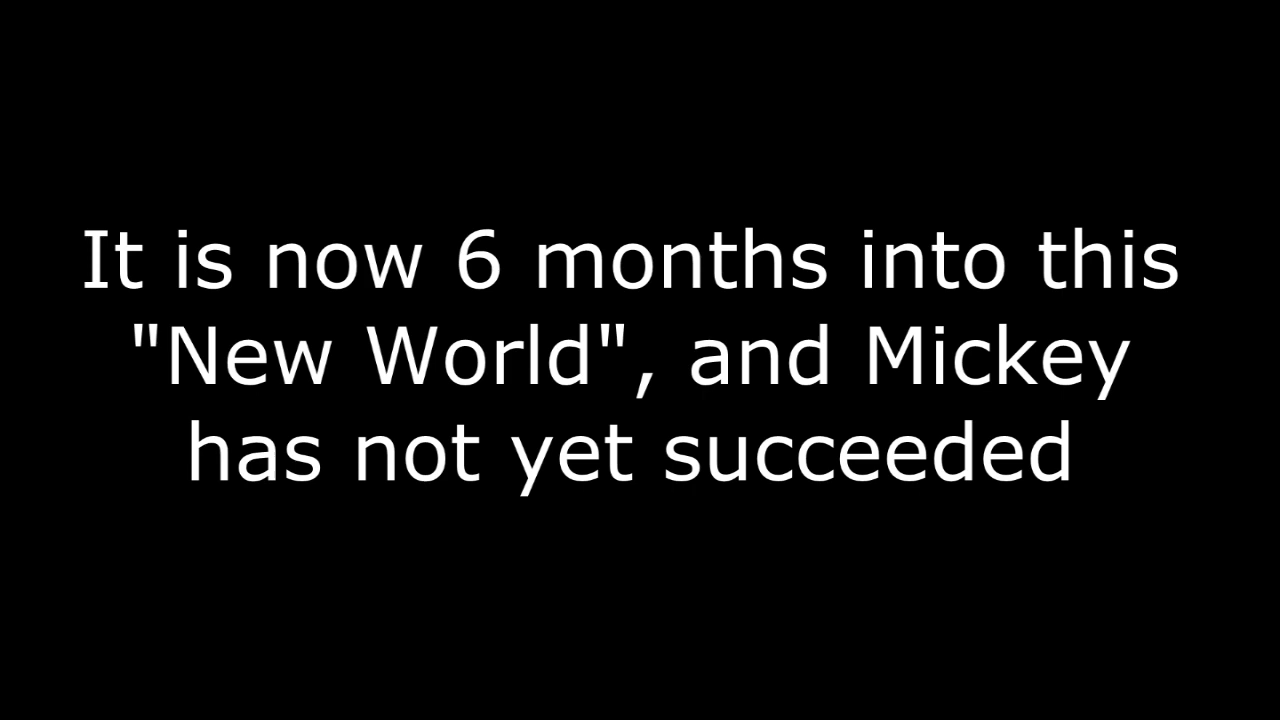 It is now 6 months into this
"New World", and Mickey
has not yet succeeded